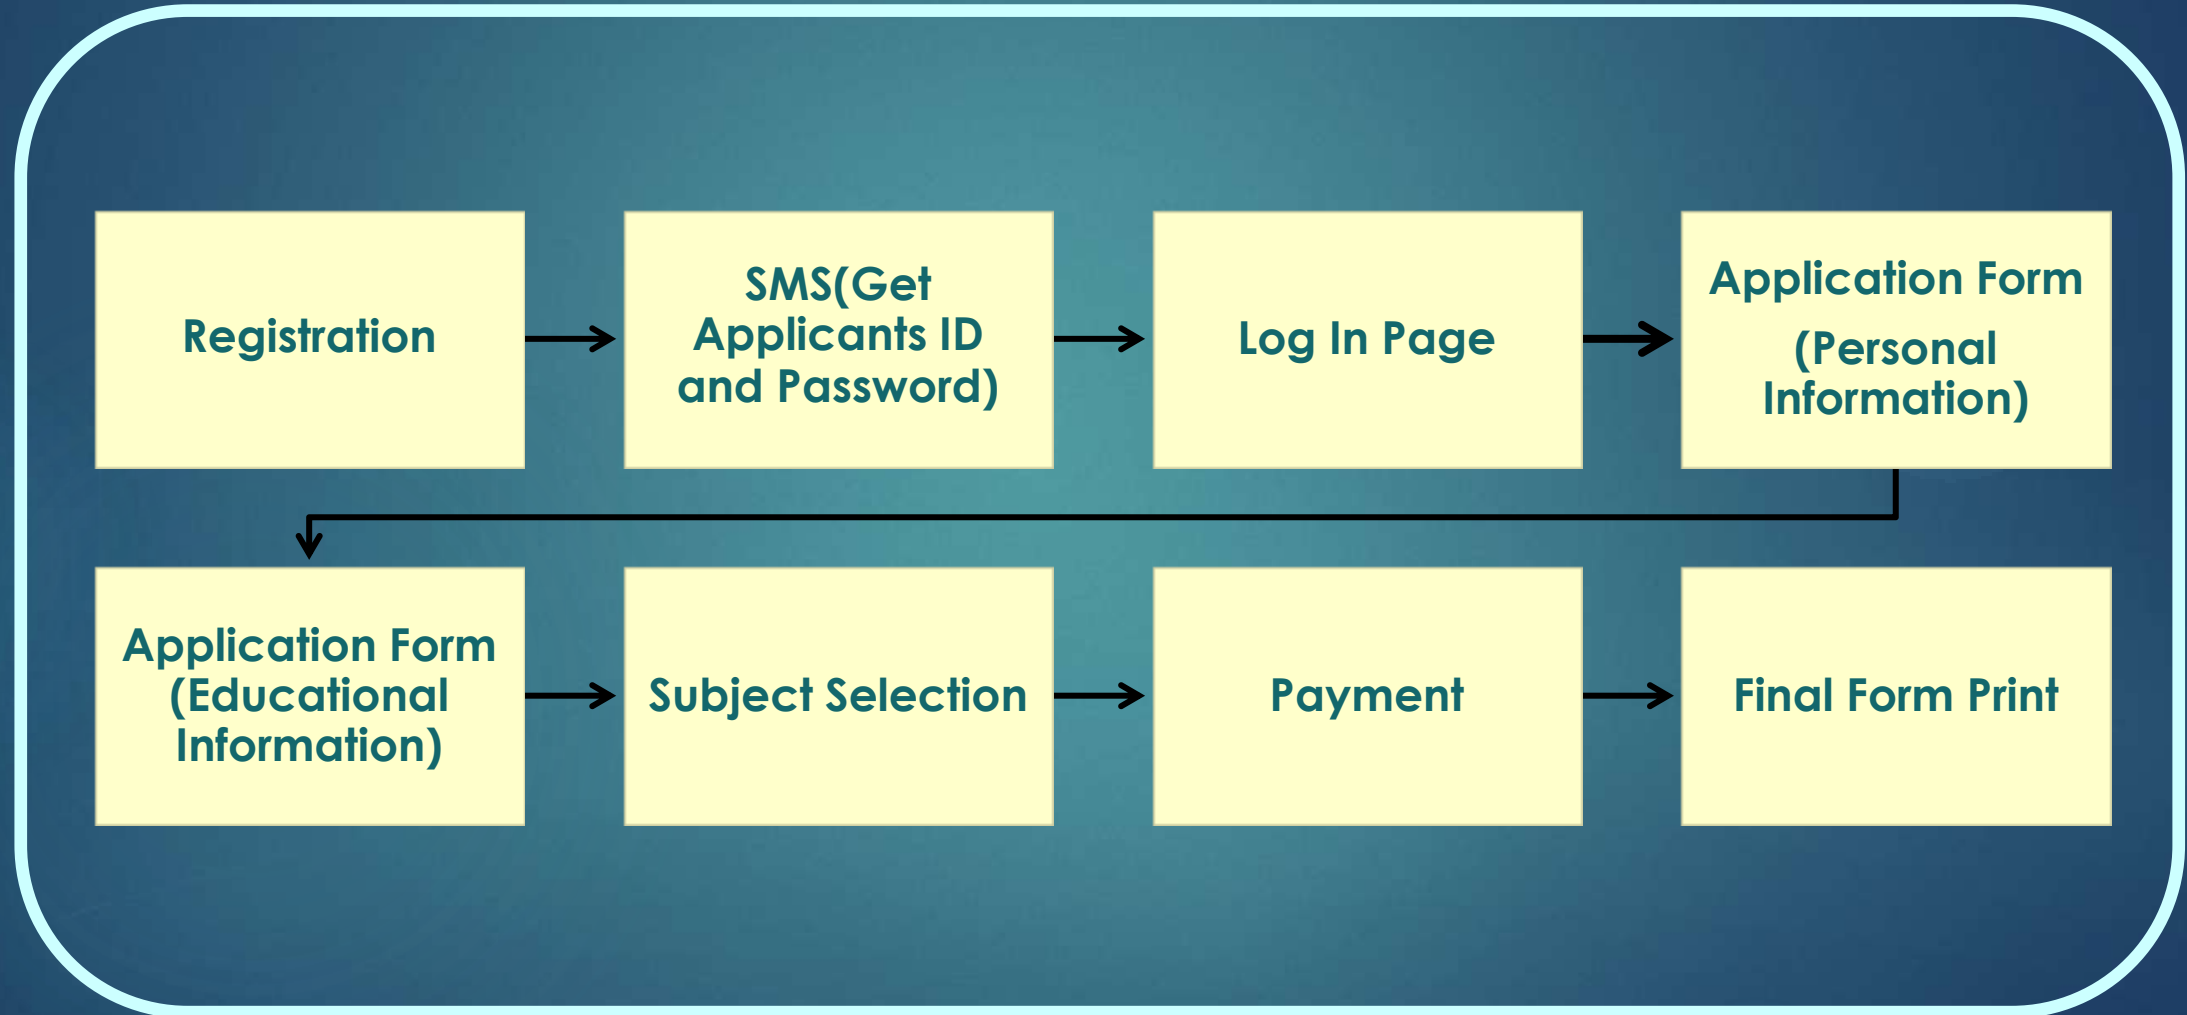 Registration
SMS(Get
Applicants ID
and Password)
Log In Page
Application Form
(Personal
Information)
Application Form
(Educational
Information)
Subject Selection
Payment
Final Form Print